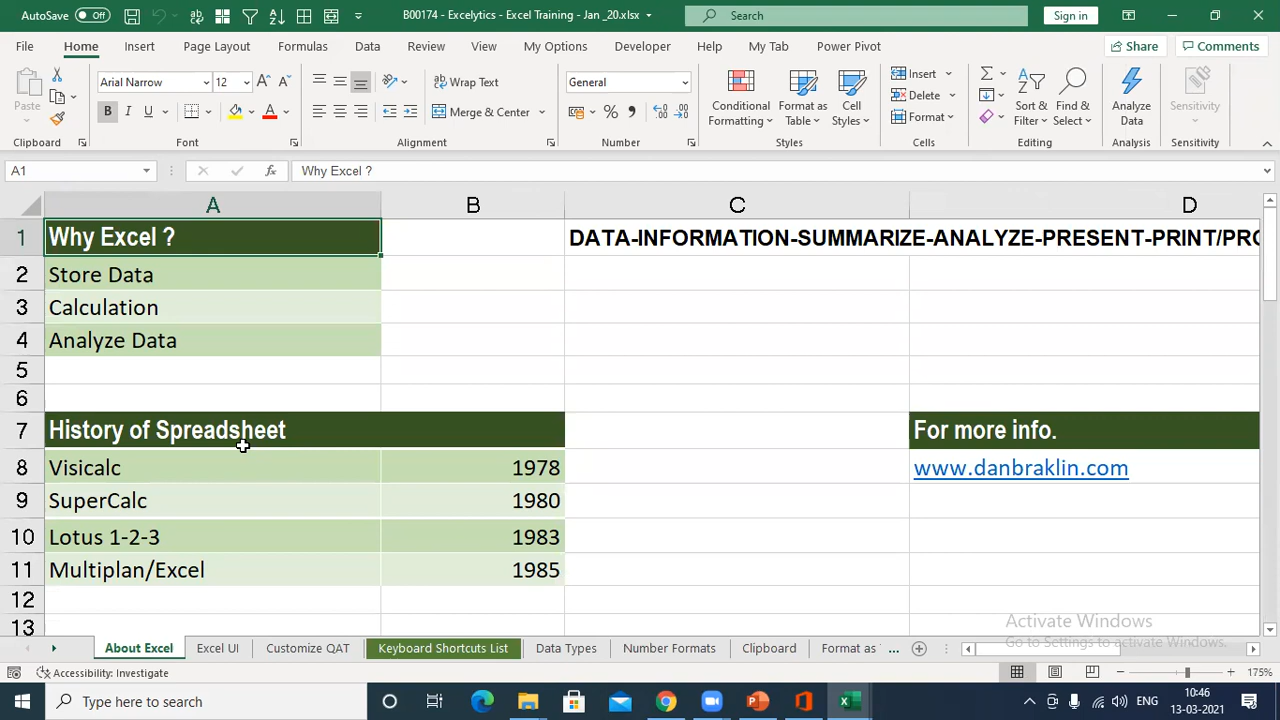 AutoSave Off
B00174 - Excelytics - Excel Training - Jan _20.xlsx
Search
Sign in
File Home Insert Page Layout Formulas Data Review View My Options Developer Help My Tab Power Pivot
Share
Comments
Paste
Clipboard
Arial Narrow
12
B I U
Font
Wrap Text
Merge & Center
Alignment
General
Number
Conditional Formatting
Format as Table
Cell Styles
Styles
Insert
Delete
Format
Cells
Sort & Filter
Find & Select
Editing
Analyze Data
Analysis
Sensitivity
Sensitivity
A1
fx
Why Excel ?
A B C D
1 Why Excel ? DATA-INFORMATION-SUMMARIZE-ANALYZE-PRESENT-PRINT/PRO
2 Store Data
3 Calculation
4 Analyze Data
5
6
7 History of Spreadsheet For more info.
8 Visicalc 1978 www.danbraklin.com
9 SuperCalc 1980
10 Lotus 1-2-3 1983
11 Multiplan/Excel 1985
12
13
Activate Windows
Go to Settings to activate Windows.
About Excel Excel UI Customize QAT Keyboard Shortcuts List Data Types Number Formats Clipboard Format as ...
Accessibility: Investigate
175%
Type here to search
ENG
10:46
13-03-2021